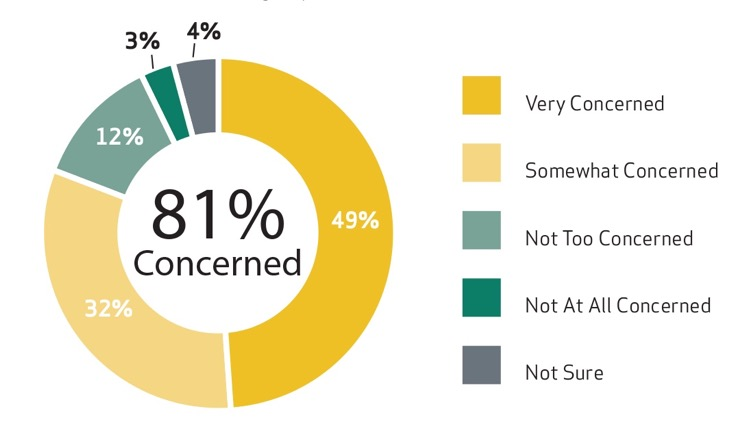 3%
4%
12%
49%
32%
81%
Concerned
Very Concerned
Somewhat Concerned
Not Too Concerned
Not At All Concerned
Not Sure